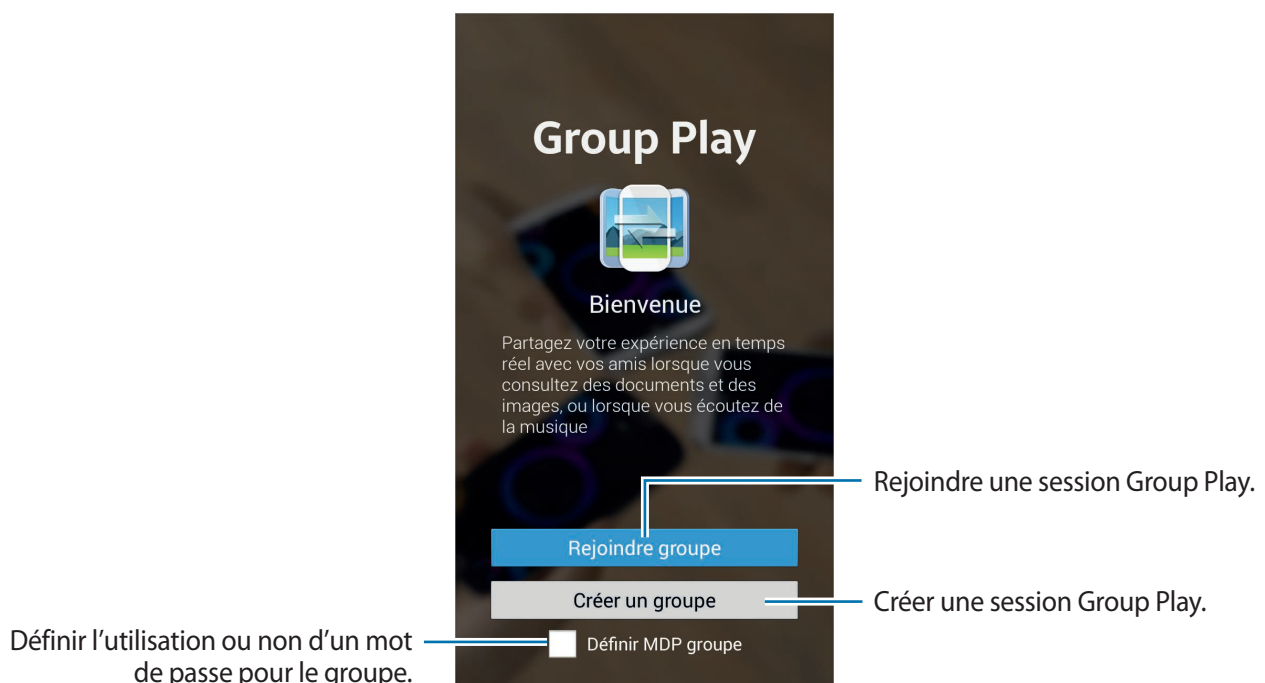 Group Play
Bienvenue
Partagez votre expérience en temps
réel avec vos amis lorsque vous
consultez des documents et des
images, ou lorsque vous écoutez de
la musique
Rejoindre une session Group Play.
Rejoindre groupe
Créer un groupe
Créer une session Group Play.
Définir l’utilisation ou non d’un mot
de passe pour le groupe.
Définir MDP groupe